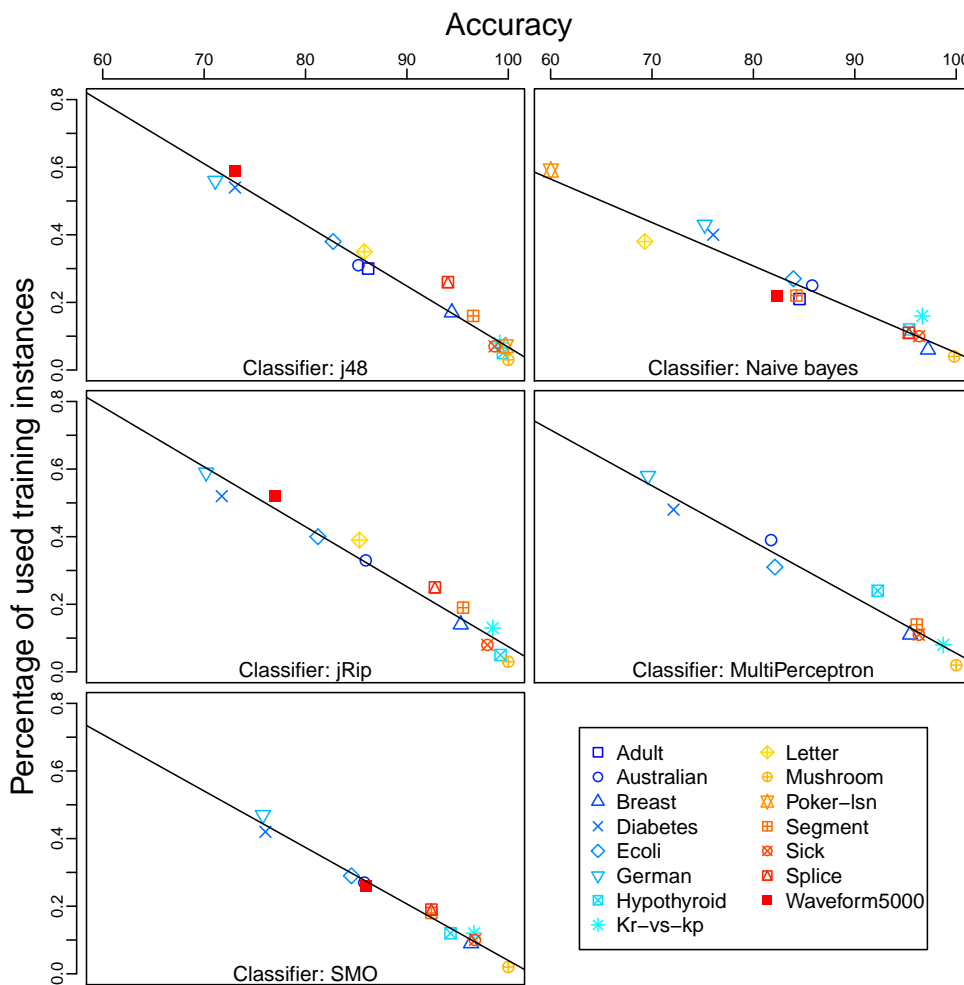 Accuracy
60 70 80 90 100 60 70 80 90 100
Percentage of used training instances
0.0 0.2 0.4 0.6 0.8
Classifier: j48
Classifier: Naive bayes
0.0 0.2 0.4 0.6 0.8
Classifier: jRip
Classifier: MultiPerceptron
0.0 0.2 0.4 0.6 0.8
Classifier: SMO
Adult
Australian
Breast
Diabetes
Ecoli
German
Hypothyroid
Kr−vs−kp
Letter
Mushroom
Poker−lsn
Segment
Sick
Splice
Waveform5000